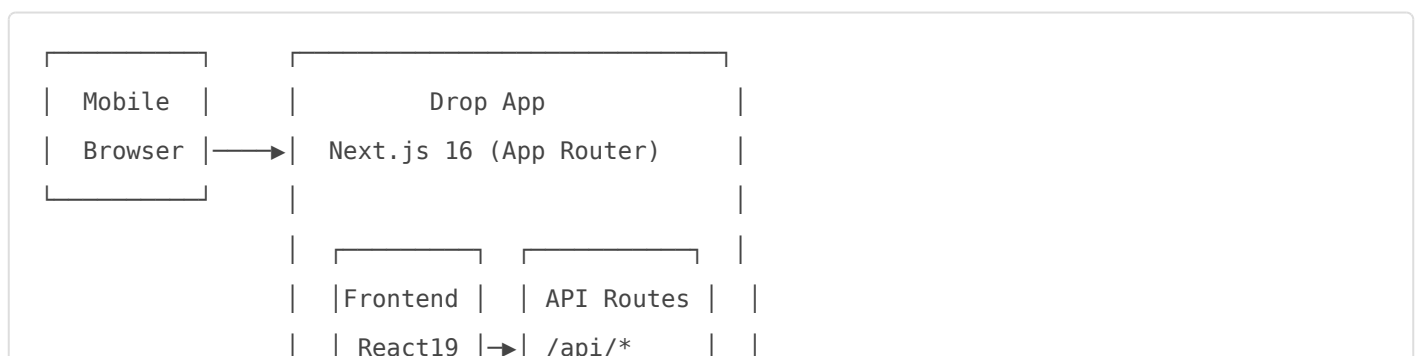 Mobile Drop App
Browser Next.js 16 (App Router)
Frontend API Routes
React19 /api/*